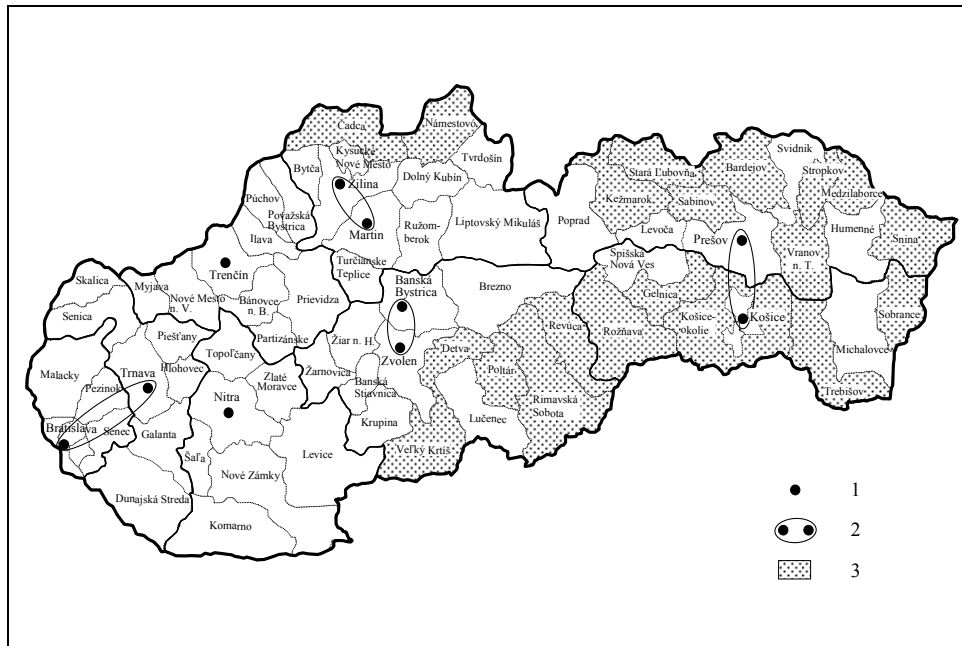 Námestovo
Čadca
Kysucké
Nové Mesto
Tvrdošín
Bytča
Dolný Kubín
Žilina
Púchov
Považská
Bystrica
Ilava
Martin
Ružom-
berok
Liptovský Mikuláš
Turčianske
Teplice
Trenčín
Svidník
Stropkov
Bardejov
Medzilaborce
Stará Ľubovňa
Kežmarok
Sabinov
Humenné
Snina
Poprad
Levoča
Prešov
Vranov
n. T.
Spišská
Nová Ves
Gelnica
Skalica
Myjava
Nové Mesto
n. V.
Bánovce
n. B.
Prievidza
Banská
Bystrica
Brezno
Senica
Piešťany
Partizánske
Topoľčany
Žiar n. H.
Zvolen
Detva
Revúca
Rožňava
Košice-
okolie
Košice
Sobrance
Michalovce
Trebišov
Malacky
Trnava
Hlohovec
Pezinok
Zlaté
Moravce
Žarnovica
Banská
Štiavnica
Poltár
Rimavská
Sobota
Nitra
Krupina
Lučenec
Bratislava
Senec
Galanta
Šaľa
Levice
Veľký Krtíš
Nové Zámky
Dunajská Streda
Komarno
1
2
3